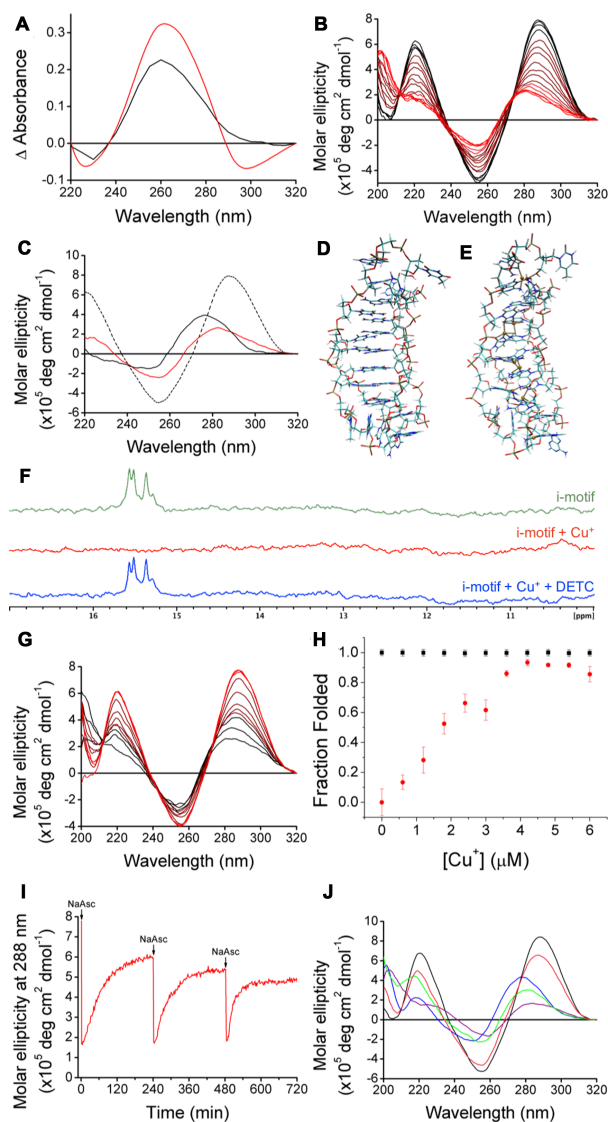 A
Δ Absorbance
0.3
0.2
0.1
0.0
-0.1
220 240 260 280 300 320
Wavelength (nm)
B
Molar ellipticity
(x10⁵ deg cm² dmol⁻¹)
8
6
4
2
0
-2
-4
200 220 240 260 280 300 320
Wavelength (nm)
C
Molar ellipticity
(x10⁵ deg cm² dmol⁻¹)
10
8
6
4
2
0
-2
-4
-6
220 240 260 280 300 320
Wavelength (nm)
D
E
F
i-motif
i-motif + Cu⁺
i-motif + Cu⁺ + DETC
16 15 14 13 12 11 [ppm]
G
Molar ellipticity
(x10⁵ deg cm² dmol⁻¹)
8
6
4
2
0
-2
-4
200 220 240 260 280 300 320
Wavelength (nm)
H
Fraction Folded
1.0
0.8
0.6
0.4
0.2
0.0
0 1 2 3 4 5 6
[Cu⁺] (μM)
I
Molar ellipticity at 288 nm
(x10⁵ deg cm² dmol⁻¹)
NaAsc
NaAsc
NaAsc
8
7
6
5
4
3
2
1
0
0 120 240 360 480 600 720
Time (min)
J
Molar ellipticity
(x10⁵ deg cm² dmol⁻¹)
10
8
6
4
2
0
-2
-4
-6
200 220 240 260 280 300 320
Wavelength (nm)